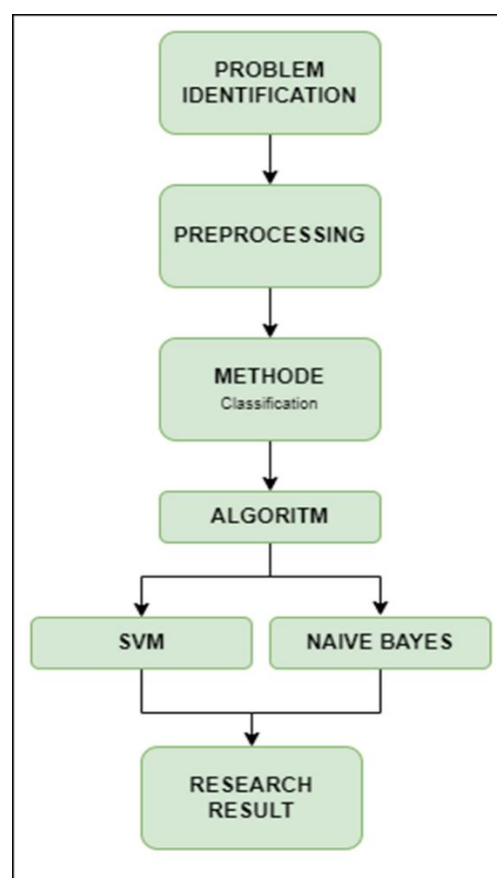 PROBLEM
IDENTIFICATION
PREPROCESSING
METHODE
Classification
ALGORITM
SVM
NAIVE BAYES
RESEARCH
RESULT